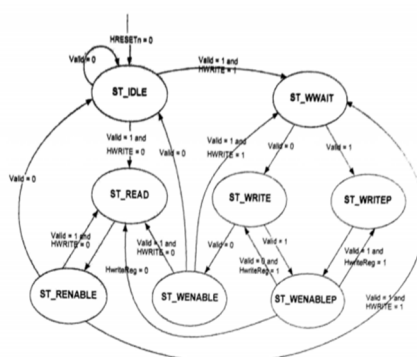 HRESETn = 0
Valid = 0
ST_IDLE
Valid = 1 and
HWRITE = 1
ST_WWAIT
Valid = 1 and
HWRITE = 0
Valid = 0
Valid = 1 and
HWRITE = 1
Valid = 0
Valid = 1
Valid = 0
ST_READ
ST_WRITE
ST_WRITEP
Valid = 1 and
HWRITE = 0
Valid = 1 and
HWRITE = 0
HwriteReg = 0
Valid = 0
Valid = 1
Valid = 0 and
HwriteReg = 1
Valid = 1 and
HwriteReg = 1
ST_RENABLE
ST_WENABLE
ST_WENABLEP
Valid = 1 and
HWRITE = 1